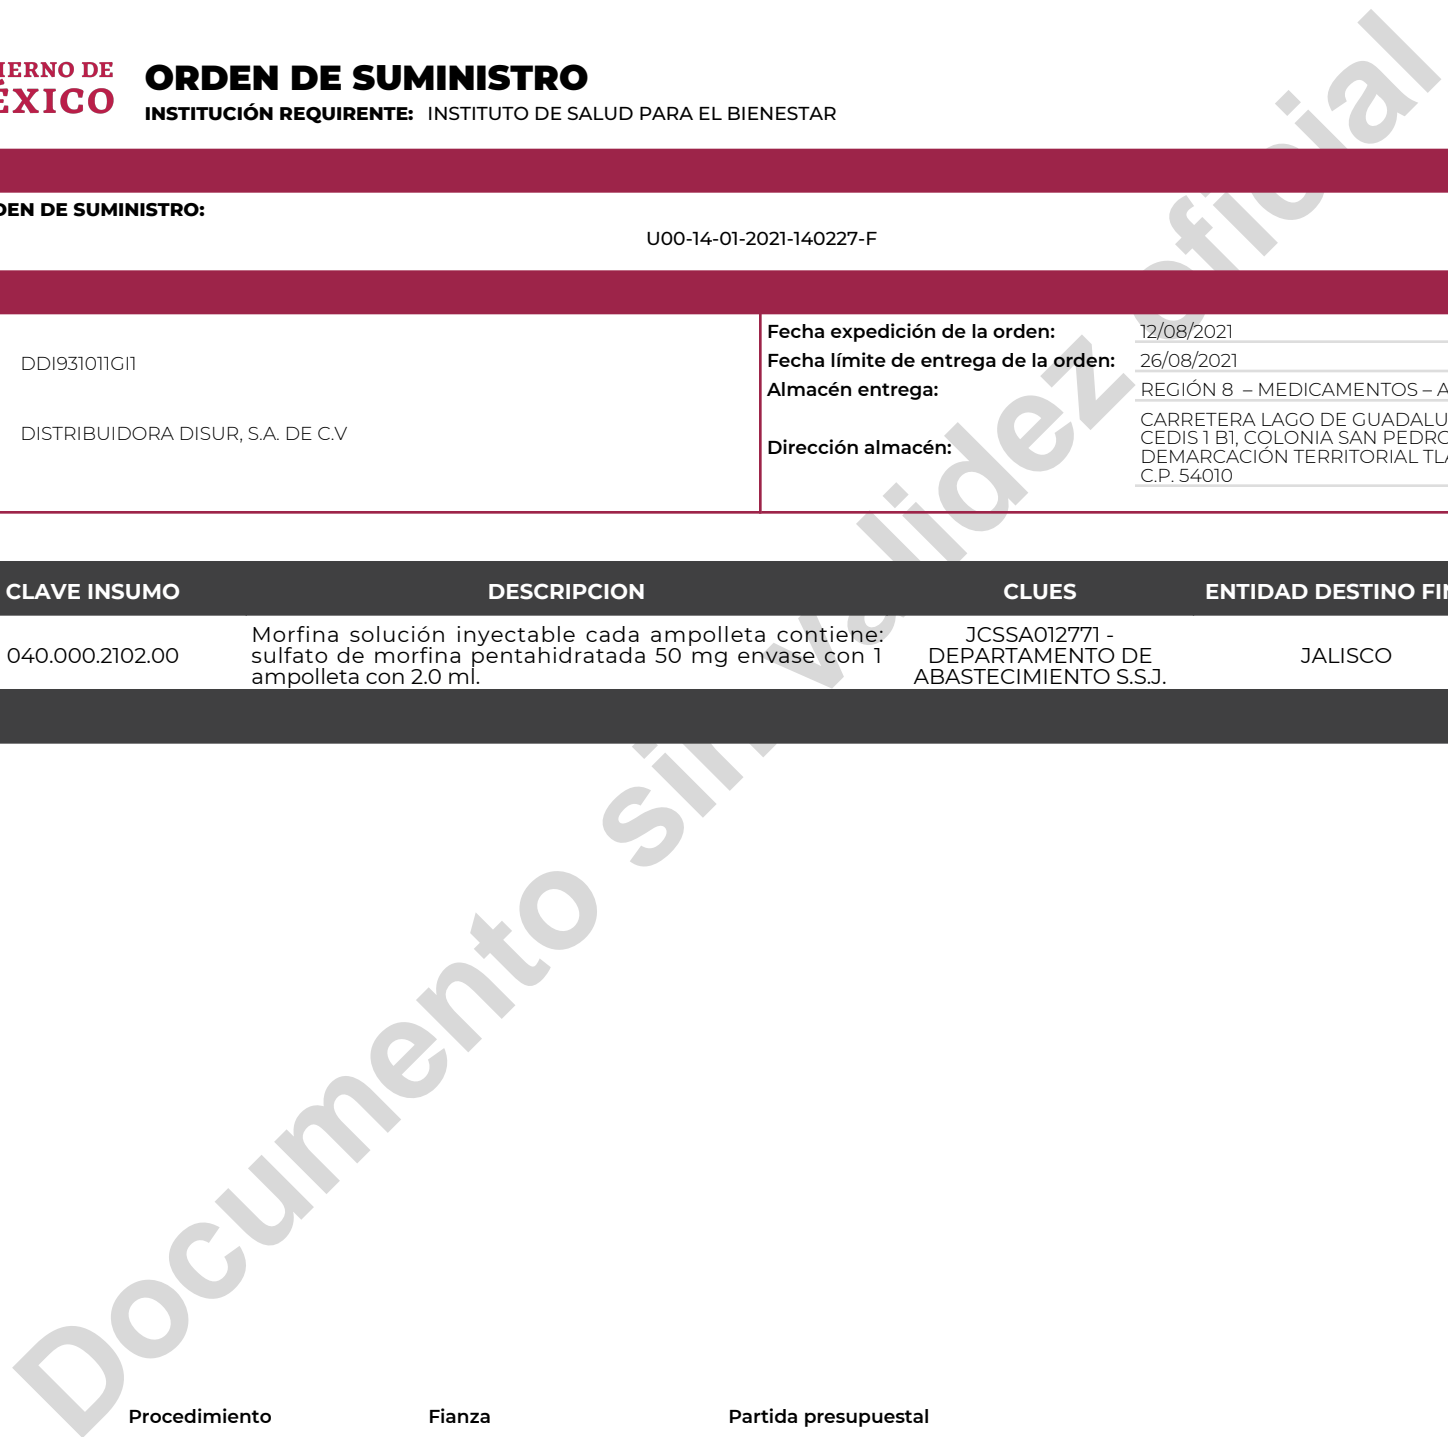 IERNO DE
ÉXICO
ORDEN DE SUMINISTRO
INSTITUCIÓN REQUIRENTE: INSTITUTO DE SALUD PARA EL BIENESTAR
DEN DE SUMINISTRO:
U00-14-01-2021-140227-F
DDI931011GI1
DISTRIBUIDORA DISUR, S.A. DE C.V
Fecha expedición de la orden: 12/08/2021
Fecha límite de entrega de la orden: 26/08/2021
Almacén entrega: REGIÓN 8 – MEDICAMENTOS – A
Dirección almacén:
CARRETERA LAGO DE GUADALU
CEDIS 1 B1, COLONIA SAN PEDRO
DEMARCACIÓN TERRITORIAL TLA
C.P. 54010
CLAVE INSUMO DESCRIPCION CLUES ENTIDAD DESTINO FIN
040.000.2102.00
Morfina solución inyectable cada ampolleta contiene:
sulfato de morfina pentahidratada 50 mg envase con 1
ampolleta con 2.0 ml.
JCSSA012771 -
DEPARTAMENTO DE
ABASTECIMIENTO S.S.J.
JALISCO
Documento sin validez oficial
Procedimiento Fianza Partida presupuestal